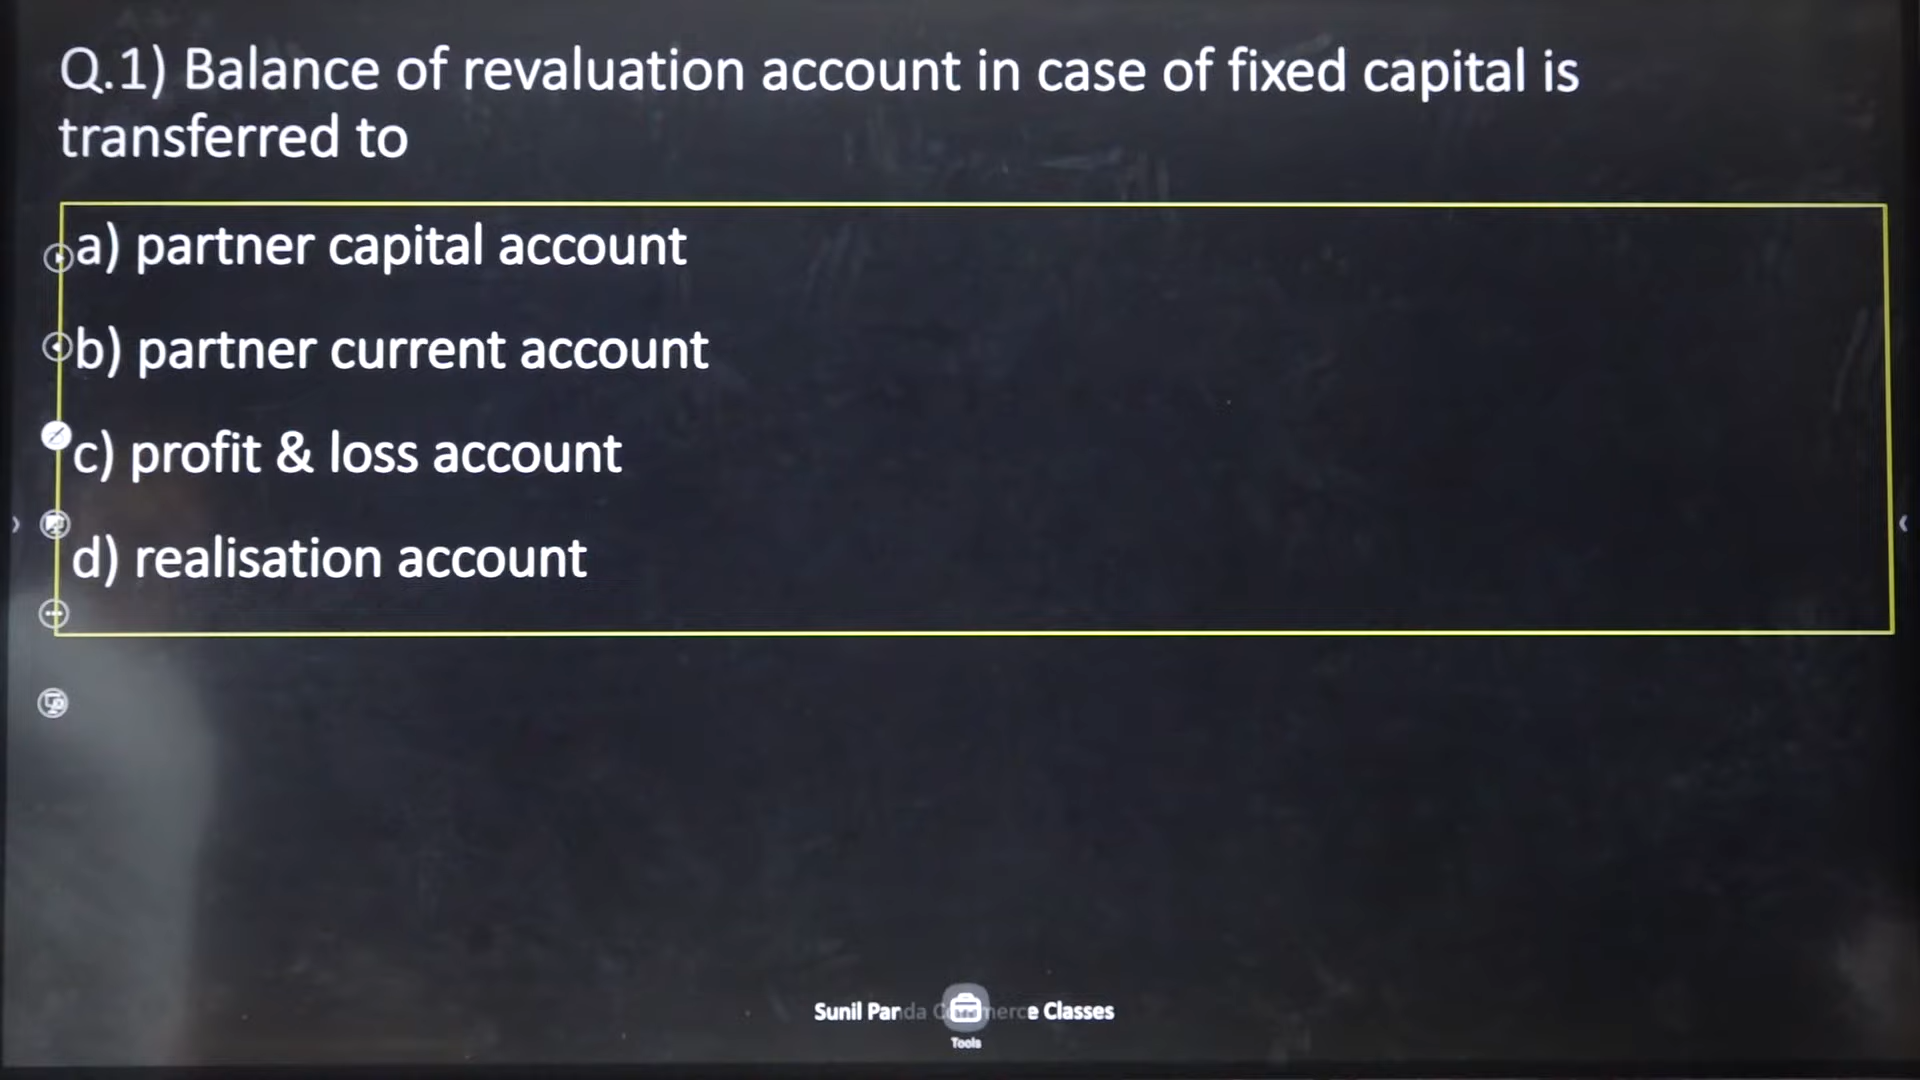 Q.1) Balance of revaluation account in case of fixed capital is
transferred to
a) partner capital account
b) partner current account
c) profit & loss account
d) realisation account
Sunil Panda Commerce Classes
Tools